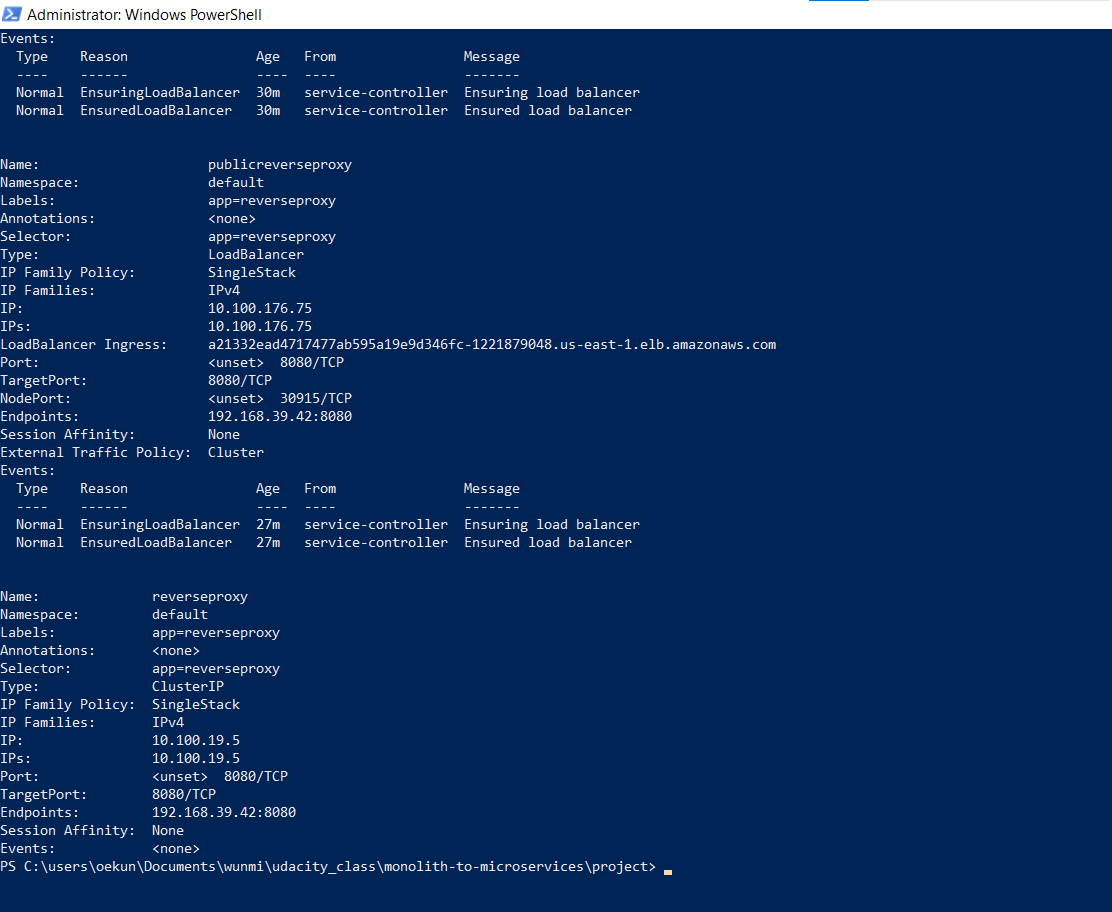 Administrator: Windows PowerShell
Events:
  Type    Reason                Age   From                Message
  ----    ------                ----  ----                -------
  Normal  EnsuringLoadBalancer  30m   service-controller  Ensuring load balancer
  Normal  EnsuredLoadBalancer   30m   service-controller  Ensured load balancer
Name:                     publicreverseproxy
Namespace:                default
Labels:                   app=reverseproxy
Annotations:              <none>
Selector:                 app=reverseproxy
Type:                     LoadBalancer
IP Family Policy:         SingleStack
IP Families:              IPv4
IP:                       10.100.176.75
IPs:                      10.100.176.75
LoadBalancer Ingress:     a21332ead4717477ab595a19e9d346fc-1221879048.us-east-1.elb.amazonaws.com
Port:                     <unset>  8080/TCP
TargetPort:               8080/TCP
NodePort:                 <unset>  30915/TCP
Endpoints:                192.168.39.42:8080
Session Affinity:         None
External Traffic Policy:  Cluster
Events:
  Type    Reason                Age   From                Message
  ----    ------                ----  ----                -------
  Normal  EnsuringLoadBalancer  27m   service-controller  Ensuring load balancer
  Normal  EnsuredLoadBalancer   27m   service-controller  Ensured load balancer
Name:              reverseproxy
Namespace:         default
Labels:            app=reverseproxy
Annotations:       <none>
Selector:          app=reverseproxy
Type:              ClusterIP
IP Family Policy:  SingleStack
IP Families:       IPv4
IP:                10.100.19.5
IPs:               10.100.19.5
Port:              <unset>  8080/TCP
TargetPort:        8080/TCP
Endpoints:         192.168.39.42:8080
Session Affinity:  None
Events:            <none>
PS C:\users\oekun\Documents\wunmi\udacity_class\monolith-to-microservices\project>